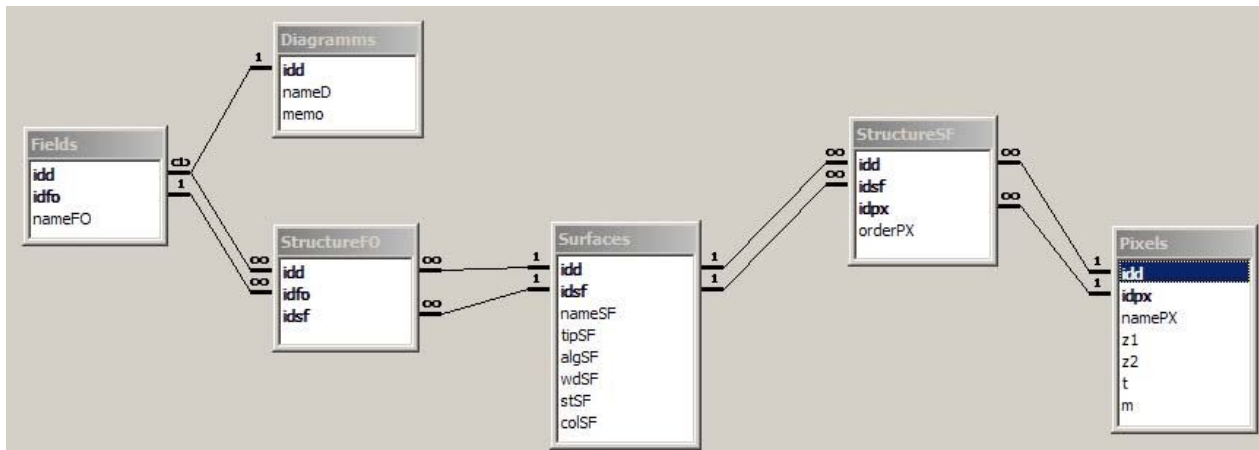 Diagramms
idd
nameD
memo
Fields
idd
idfo
nameFO
StructureFO
idd
idfo
idsf
Surfaces
idd
idsf
nameSF
tipSF
algSF
wdSF
stSF
colSF
StructureSF
idd
idsf
idpx
orderPX
Pixels
idd
idpx
namePX
z1
z2
t
m
1
1
∞
∞
∞
∞
1
1
1
1
∞
∞
∞
∞
1
1